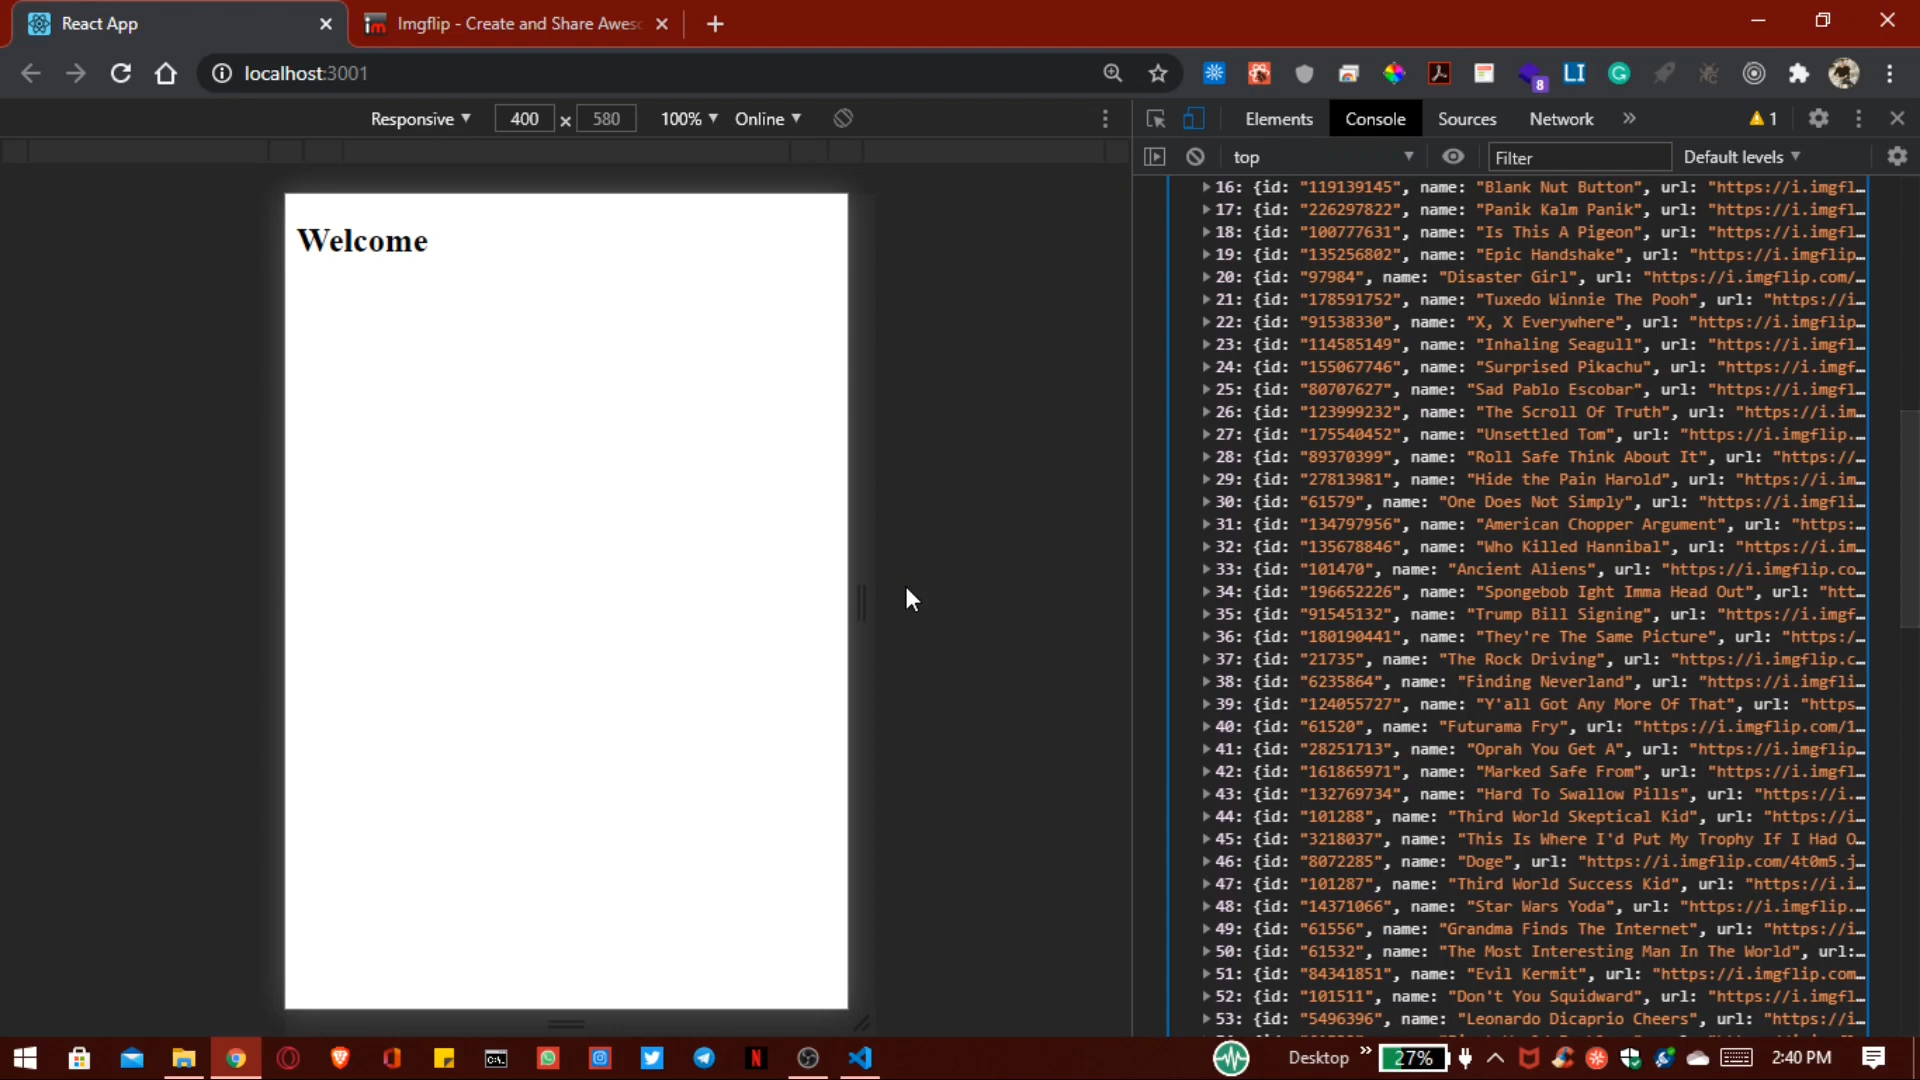 React App
Imgflip - Create and Share Awes
localhost:3001
8
LI
Responsive ▼ 400 × 580 100% ▼ Online ▼
Elements Console Sources Network » 1
top ▼ Filter Default levels ▼
Welcome
16: {id: "119139145", name: "Blank Nut Button", url: "https://i.imgfl…
17: {id: "226297822", name: "Panik Kalm Panik", url: "https://i.imgfl…
18: {id: "100777631", name: "Is This A Pigeon", url: "https://i.imgfl…
19: {id: "135256802", name: "Epic Handshake", url: "https://i.imgflip…
20: {id: "97984", name: "Disaster Girl", url: "https://i.imgflip.com/…
21: {id: "178591752", name: "Tuxedo Winnie The Pooh", url: "https://i…
22: {id: "91538330", name: "X, X Everywhere", url: "https://i.imgflip…
23: {id: "114585149", name: "Inhaling Seagull", url: "https://i.imgfl…
24: {id: "155067746", name: "Surprised Pikachu", url: "https://i.imgf…
25: {id: "80707627", name: "Sad Pablo Escobar", url: "https://i.imgfl…
26: {id: "123999232", name: "The Scroll Of Truth", url: "https://i.im…
27: {id: "175540452", name: "Unsettled Tom", url: "https://i.imgflip.…
28: {id: "89370399", name: "Roll Safe Think About It", url: "https://…
29: {id: "27813981", name: "Hide the Pain Harold", url: "https://i.im…
30: {id: "61579", name: "One Does Not Simply", url: "https://i.imgfli…
31: {id: "134797956", name: "American Chopper Argument", url: "https:…
32: {id: "135678846", name: "Who Killed Hannibal", url: "https://i.im…
33: {id: "101470", name: "Ancient Aliens", url: "https://i.imgflip.co…
34: {id: "196652226", name: "Spongebob Ight Imma Head Out", url: "htt…
35: {id: "91545132", name: "Trump Bill Signing", url: "https://i.imgf…
36: {id: "180190441", name: "They're The Same Picture", url: "https:/…
37: {id: "21735", name: "The Rock Driving", url: "https://i.imgflip.c…
38: {id: "6235864", name: "Finding Neverland", url: "https://i.imgfli…
39: {id: "124055727", name: "Y'all Got Any More Of That", url: "https…
40: {id: "61520", name: "Futurama Fry", url: "https://i.imgflip.com/1…
41: {id: "28251713", name: "Oprah You Get A", url: "https://i.imgflip…
42: {id: "161865971", name: "Marked Safe From", url: "https://i.imgfl…
43: {id: "132769734", name: "Hard To Swallow Pills", url: "https://i.…
44: {id: "101288", name: "Third World Skeptical Kid", url: "https://i…
45: {id: "3218037", name: "This Is Where I'd Put My Trophy If I Had O…
46: {id: "8072285", name: "Doge", url: "https://i.imgflip.com/4t0m5.j…
47: {id: "101287", name: "Third World Success Kid", url: "https://i.i…
48: {id: "14371066", name: "Star Wars Yoda", url: "https://i.imgflip.…
49: {id: "61556", name: "Grandma Finds The Internet", url: "https://i…
50: {id: "61532", name: "The Most Interesting Man In The World", url:…
51: {id: "84341851", name: "Evil Kermit", url: "https://i.imgflip.com…
52: {id: "101511", name: "Don't You Squidward", url: "https://i.imgfl…
53: {id: "5496396", name: "Leonardo Dicaprio Cheers", url: "https://i…
Desktop » 27% 2:40 PM